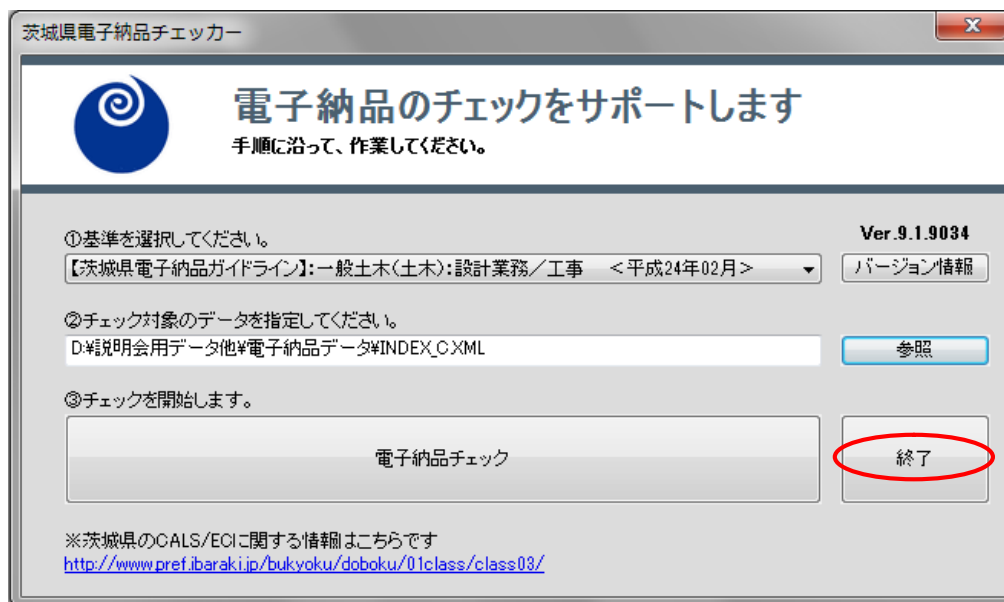 茨城県電子納品チェッカー
電子納品のチェックをサポートします
手順に沿って、作業してください。
①基準を選択してください。
Ver.9.1.9034
【茨城県電子納品ガイドライン】:一般土木(土木):設計業務／工事　＜平成24年02月＞
バージョン情報
②チェック対象のデータを指定してください。
D:¥説明会用データ他¥電子納品データ¥INDEX_C.XML
参照
③チェックを開始します。
電子納品チェック
終了
※茨城県のCALS/ECに関する情報はこちらです
http://www.pref.ibaraki.jp/bukyoku/doboku/01class/class03/